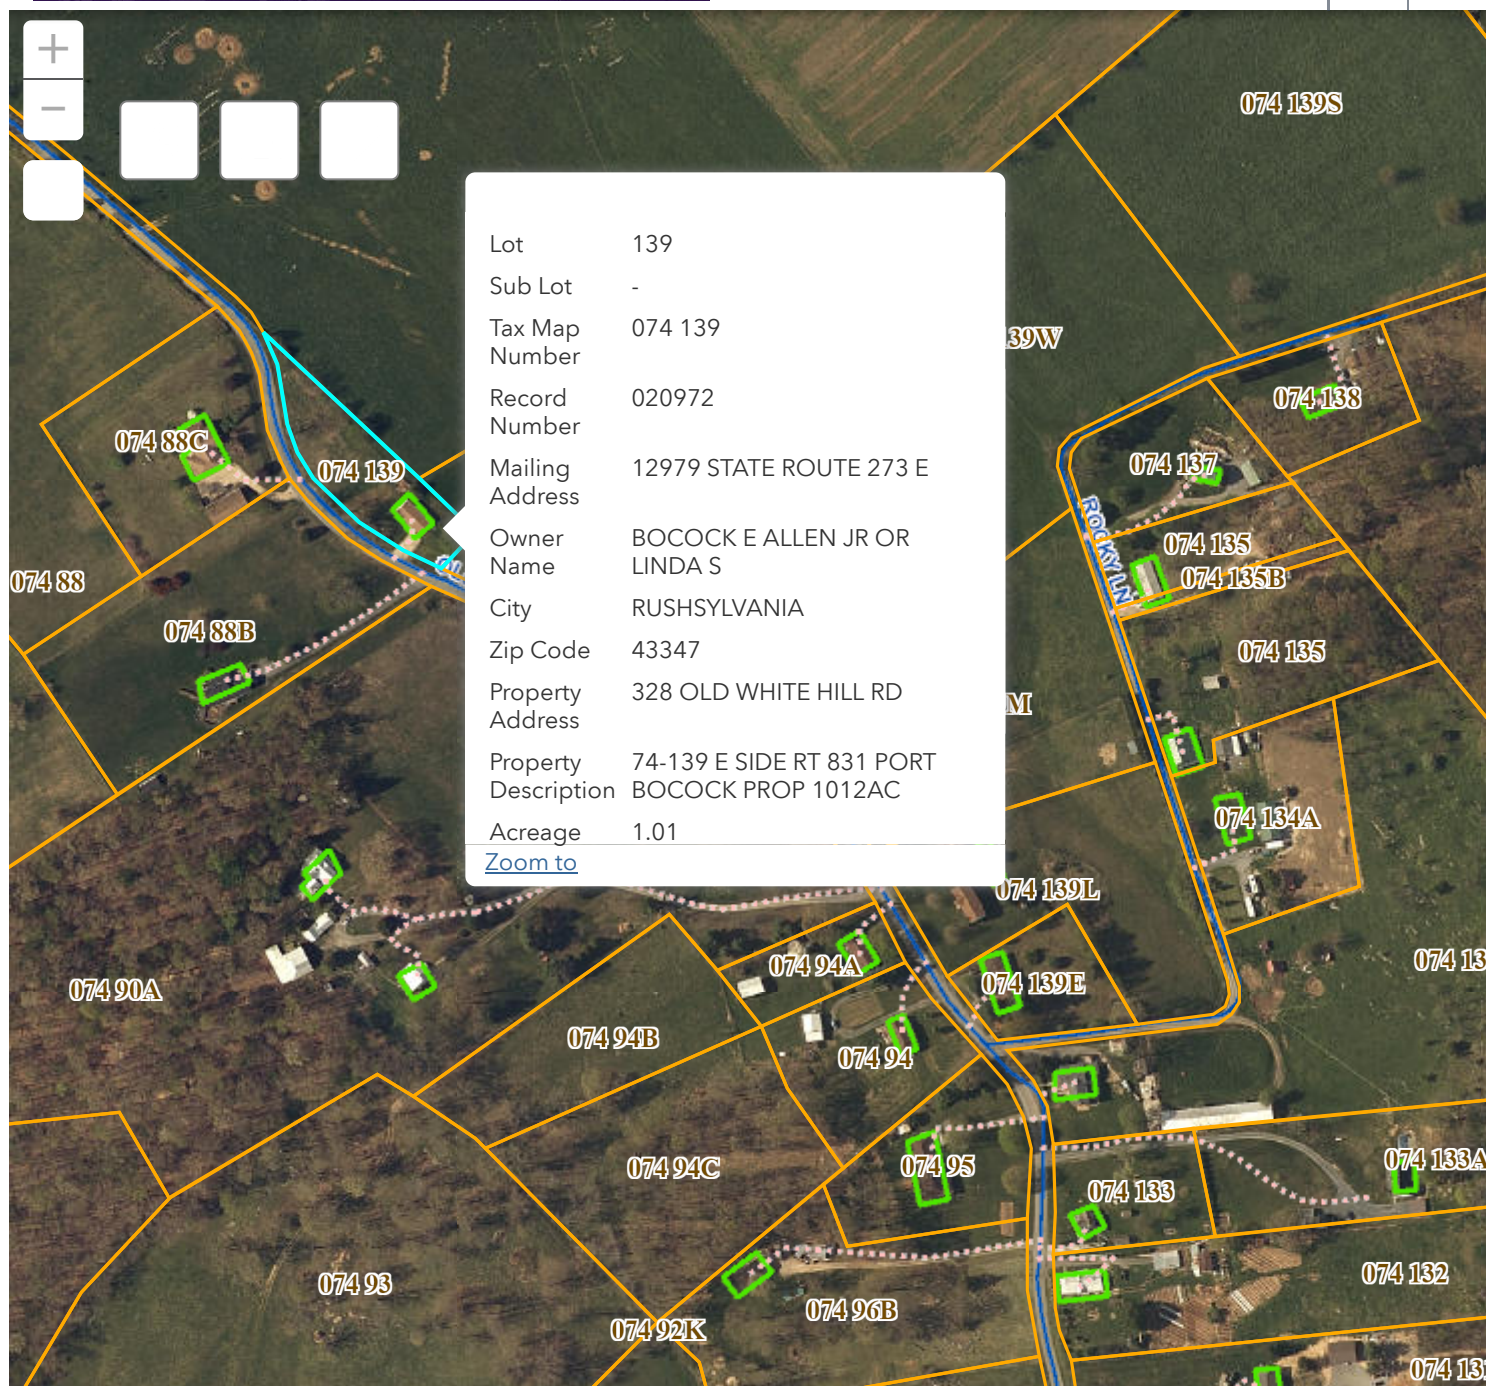 +
−
074 139S
Lot 139
Sub Lot -
Tax Map Number 074 139
Record Number 020972
Mailing Address 12979 STATE ROUTE 273 E
Owner Name BOCOCK E ALLEN JR OR
LINDA S
City RUSHSYLVANIA
Zip Code 43347
Property Address 328 OLD WHITE HILL RD
Property Description 74-139 E SIDE RT 831 PORT
BOCOCK PROP 1012AC
Acreage 1.01
Zoom to
39W
074 138
074 88C
074 139
074 137
ROCKY LN
074 135
074 135B
074 88
074 88B
074 135
M
074 134A
074 139L
074 13
074 94A
074 139E
074 90A
074 94B
074 94
074 94C
074 95
074 133A
074 133
074 93
074 132
074 96B
074 92K
074 13